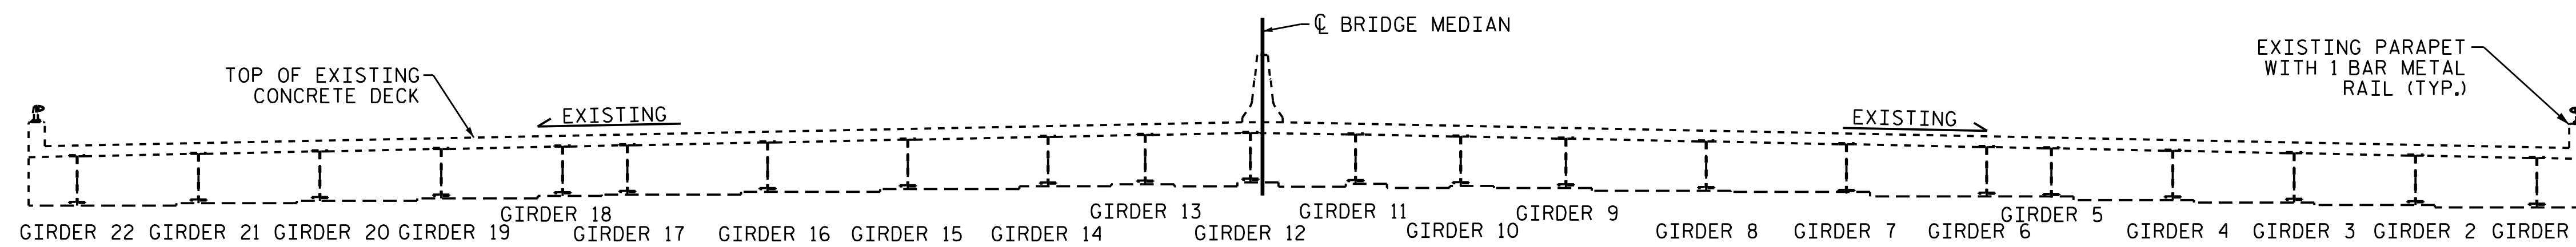 ℄ BRIDGE MEDIAN
EXISTING PARAPET
WITH 1 BAR METAL
RAIL (TYP.)
TOP OF EXISTING
CONCRETE DECK
EXISTING
EXISTING
GIRDER 22
GIRDER 21
GIRDER 20
GIRDER 19
GIRDER 18
GIRDER 17
GIRDER 16
GIRDER 15
GIRDER 14
GIRDER 13
GIRDER 12
GIRDER 11
GIRDER 10
GIRDER 9
GIRDER 8
GIRDER 7
GIRDER 6
GIRDER 5
GIRDER 4
GIRDER 3
GIRDER 2
GIRDER